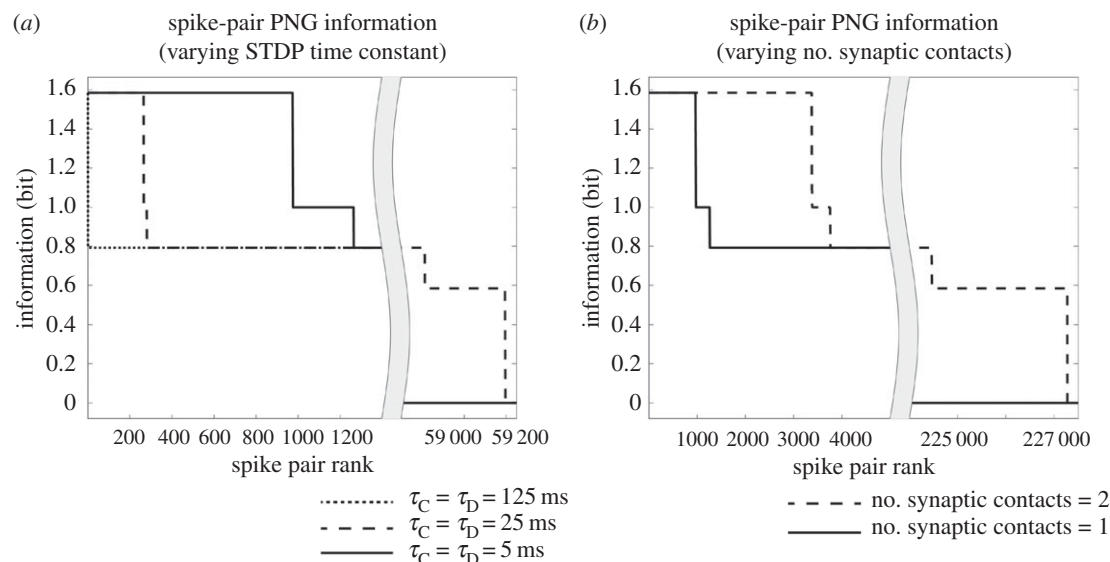 (a) spike-pair PNG information
(varying STDP time constant)
information (bit)
1.6
1.4
1.2
1.0
0.8
0.6
0.4
0.2
0
200 400 600 800 1000 1200 59 000 59 200
spike pair rank
τC = τD = 125 ms
τC = τD = 25 ms
τC = τD = 5 ms
(b) spike-pair PNG information
(varying no. synaptic contacts)
information (bit)
1.6
1.4
1.2
1.0
0.8
0.6
0.4
0.2
0
1000 2000 3000 4000 225 000 227 000
spike pair rank
no. synaptic contacts = 2
no. synaptic contacts = 1